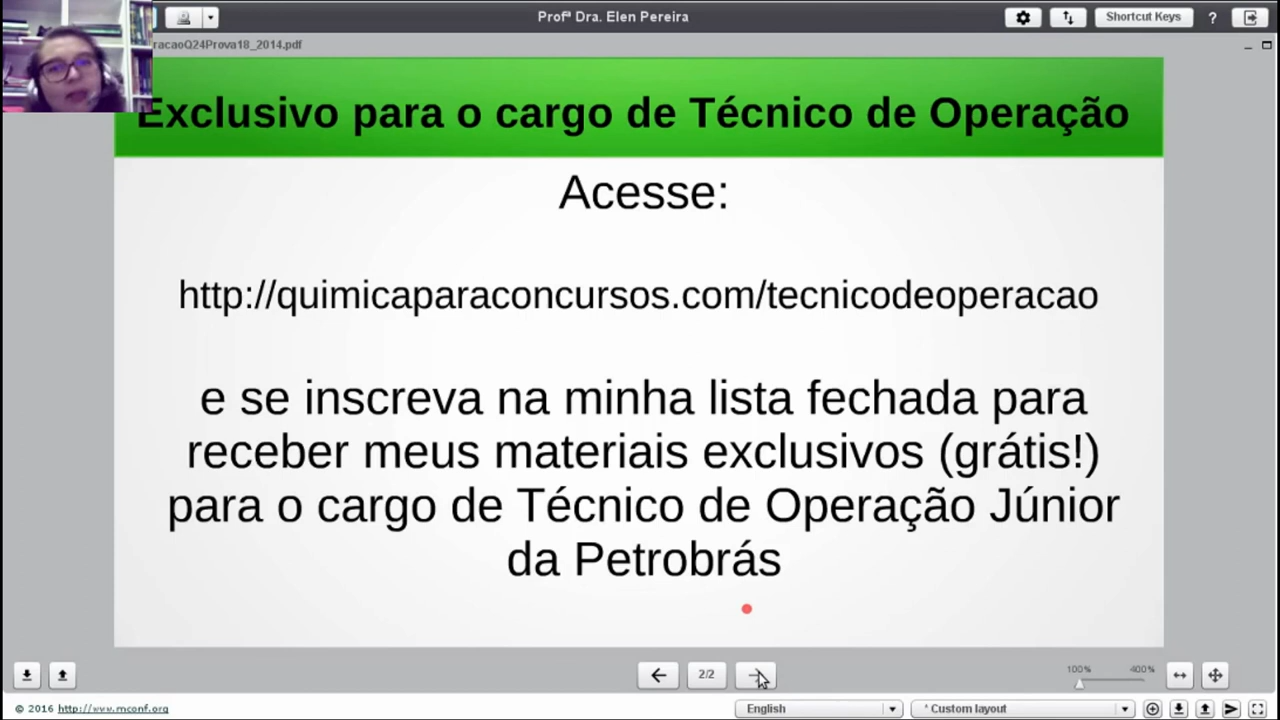 Profª Dra. Elen Pereira
Shortcut Keys
?
racaoQ24Prova18_2014.pdf
Exclusivo para o cargo de Técnico de Operação
Acesse:
http://quimicaparaconcursos.com/tecnicodeoperacao
e se inscreva na minha lista fechada para
receber meus materiais exclusivos (grátis!)
para o cargo de Técnico de Operação Júnior
da Petrobrás
2/2
100%
400%
© 2016 http://www.mconf.org
English
* Custom layout